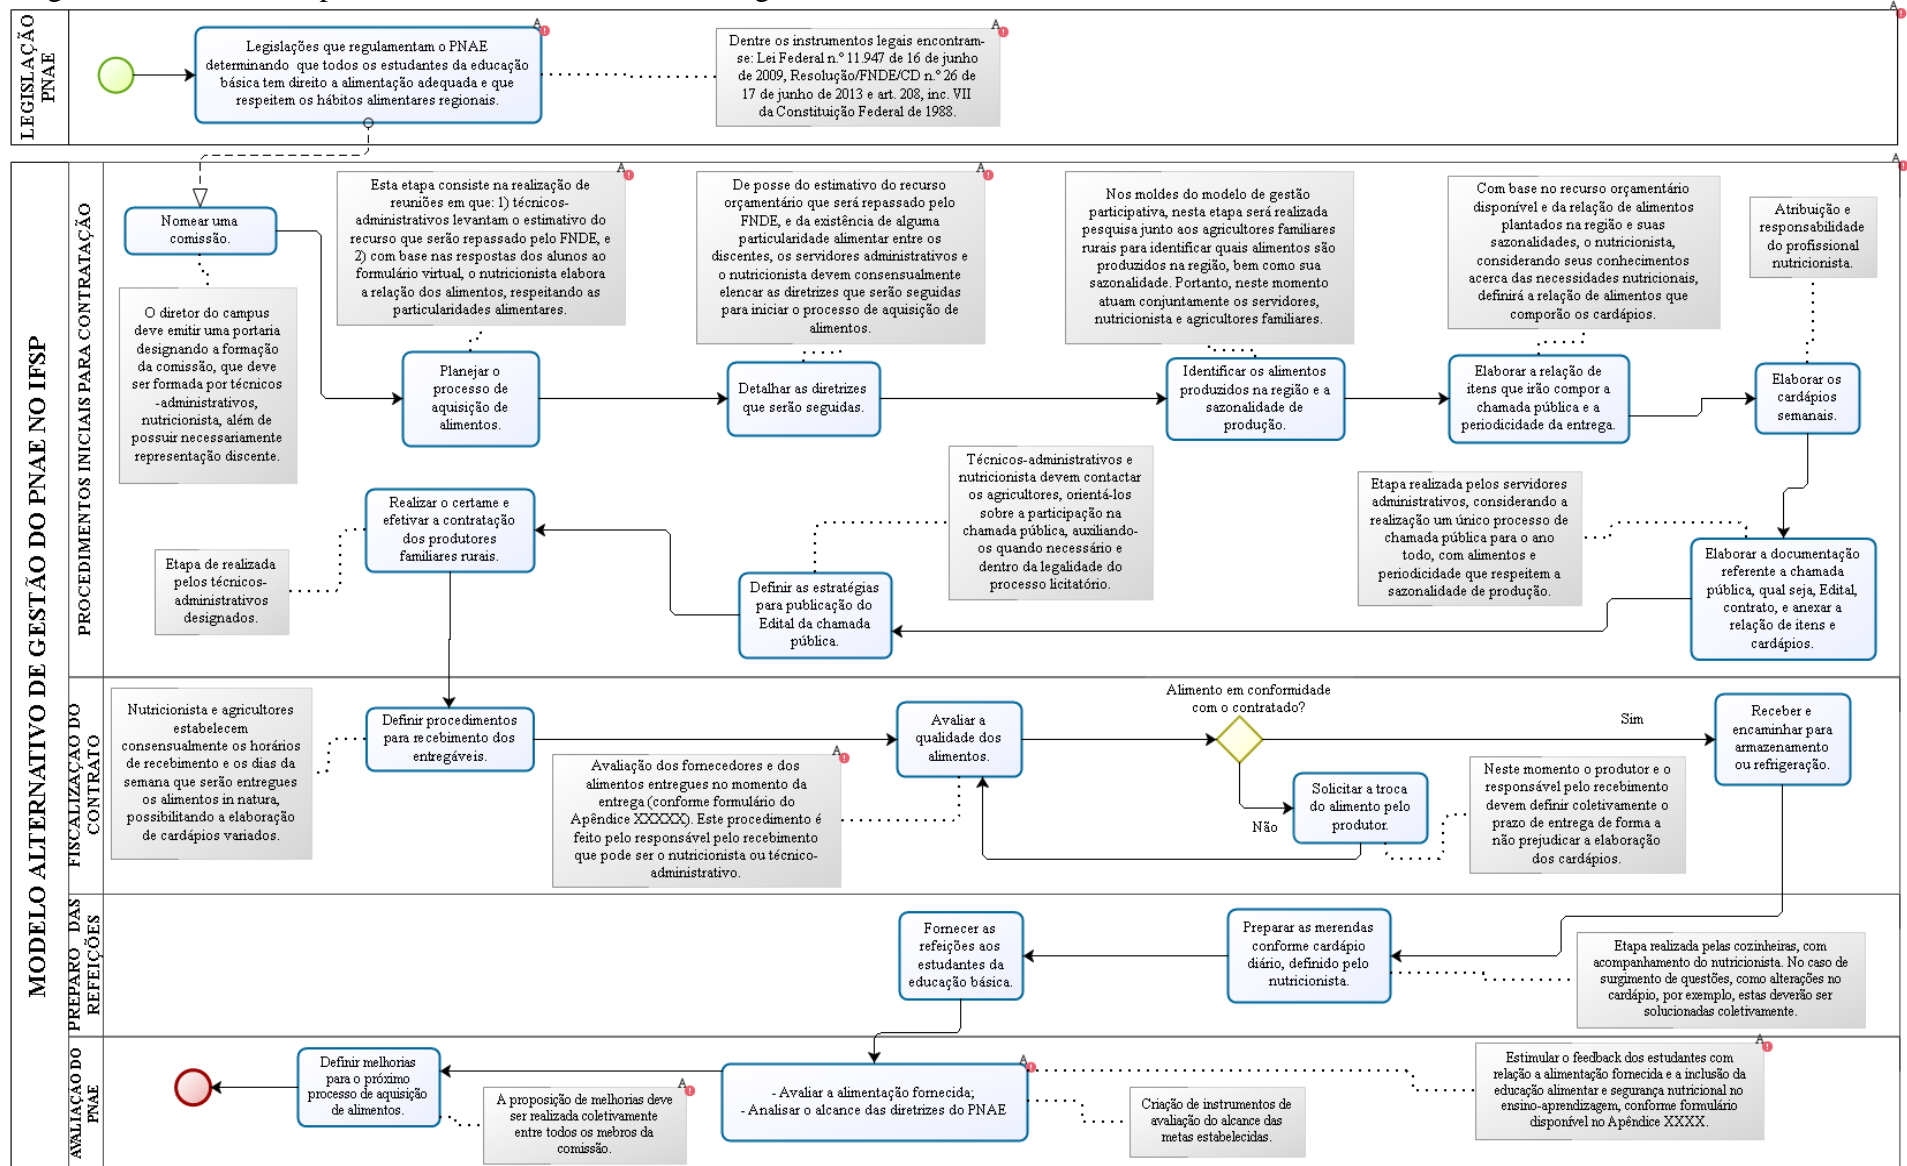 LEGISLAÇÃO
PNAE
Legislações que regulamentam o PNAE
determinando que todos os estudantes da educação
básica tem direito a alimentação adequada e que
respeitem os hábitos alimentares regionais.
Dentre os instrumentos legais encontram-
se: Lei Federal n.º 11.947 de 16 de junho
de 2009, Resolução/FNDE/CD n.º 26 de
17 de junho de 2013 e art. 208, inc. VII
da Constituição Federal de 1988.
MODELO ALTERNATIVO DE GESTÃO DO PNAE NO IFSP
PROCEDIMENTOS INICIAIS PARA CONTRATAÇÃO
Nomear uma
comissão.
O diretor do campus
deve emitir uma portaria
designando a formação
da comissão, que deve
ser formada por técnicos
-administrativos,
nutricionista, além de
possuir necessariamente
representação discente.
Esta etapa consiste na realização de
reuniões em que: 1) técnicos-
administrativos levantam o estimativo do
recurso que serão repassado pelo FNDE, e
2) com base nas respostas dos alunos ao
formulário virtual, o nutricionista elabora
a relação dos alimentos, respeitando as
particularidades alimentares.
Planejar o
processo de
aquisição de
alimentos.
De posse do estimativo do recurso
orçamentário que será repassado pelo
FNDE, e da existência de alguma
particularidade alimentar entre os
discentes, os servidores administrativos e
o nutricionista devem consensualmente
elencar as diretrizes que serão seguidas
para iniciar o processo de aquisição de
alimentos.
Detalhar as diretrizes
que serão seguidas.
Nos moldes do modelo de gestão
participativa, nesta etapa será realizada
pesquisa junto aos agricultores familiares
rurais para identificar quais alimentos são
produzidos na região, bem como sua
sazonalidade. Portanto, neste momento
atuam conjuntamente os servidores,
nutricionista e agricultores familiares.
Identificar os alimentos
produzidos na região e a
sazonalidade de
produção.
Com base no recurso orçamentário
disponível e da relação de alimentos
plantados na região e suas
sazonalidades, o nutricionista,
considerando seus conhecimentos
acerca das necessidades nutricionais,
definirá a relação de alimentos que
comporão os cardápios.
Elaborar a relação de
itens que irão compor a
chamada pública e a
periodicidade da entrega.
Atribuição e
responsabilidade
do profissional
nutricionista.
Elaborar os
cardápios
semanais.
Etapa realizada pelos servidores
administrativos, considerando a
realização um único processo de
chamada pública para o ano
todo, com alimentos e
periodicidade que respeitem a
sazonalidade de produção.
Elaborar a documentação
referente a chamada
pública, qual seja, Edital,
contrato, e anexar a
relação de itens e
cardápios.
Técnicos-administrativos e
nutricionista devem contactar
os agricultores, orientá-los
sobre a participação na
chamada pública, auxiliando-
os quando necessário e
dentro da legalidade do
processo licitatório.
Definir as estratégias
para publicação do
Edital da chamada
pública.
Realizar o certame e
efetivar a contratação
dos produtores
familiares rurais.
Etapa de realizada
pelos técnicos-
administrativos
designados.
FISCALIZAÇÃO DO
CONTRATO
Nutricionista e agricultores
estabelecem
consensualmente os horários
de recebimento e os dias da
semana que serão entregues
os alimentos in natura,
possibilitando a elaboração
de cardápios variados.
Definir procedimentos
para recebimento dos
entregáveis.
Avaliação dos fornecedores e dos
alimentos entregues no momento da
entrega (conforme formulário do
Apêndice XXXXX). Este procedimento é
feito pelo responsável pelo recebimento
que pode ser o nutricionista ou técnico-
administrativo.
Avaliar a
qualidade dos
alimentos.
Alimento em conformidade
com o contratado?
Sim
Não
Solicitar a troca
do alimento pelo
produtor.
Neste momento o produtor e o
responsável pelo recebimento
devem definir coletivamente o
prazo de entrega de forma a
não prejudicar a elaboração
dos cardápios.
Receber e
encaminhar para
armazenamento
ou refrigeração.
PREPARO DAS
REFEIÇÕES
Fornecer as
refeições aos
estudantes da
educação básica.
Preparar as merendas
conforme cardápio
diário, definido pelo
nutricionista.
Etapa realizada pelas cozinheiras, com
acompanhamento do nutricionista. No caso de
surgimento de questões, como alterações no
cardápio, por exemplo, estas deverão ser
solucionadas coletivamente.
AVALIAÇÃO DO
PNAE
Definir melhorias
para o próximo
processo de aquisição
de alimentos.
A proposição de melhorias deve
ser realizada coletivamente
entre todos os mebros da
comissão.
- Avaliar a alimentação fornecida;
- Analisar o alcance das diretrizes do PNAE
Criação de instrumentos de
avaliação do alcance das
metas estabelecidas.
Estimular o feedback dos estudantes com
relação a alimentação fornecida e a inclusão da
educação alimentar e segurança nutricional no
ensino-aprendizagem, conforme formulário
disponível no Apêndice XXXX.